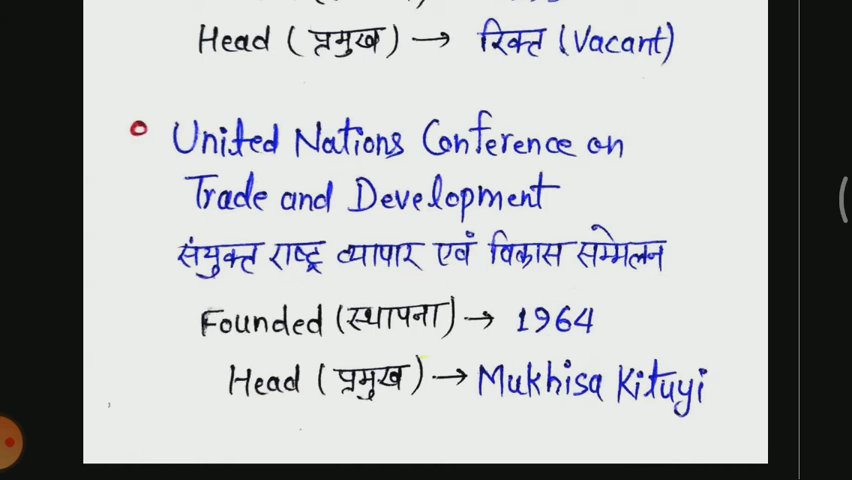 Head (प्रमुख) → रिक्त (Vacant)
United Nations Conference on
Trade and Development
संयुक्त राष्ट्र व्यापार एवं विकास सम्मेलन
Founded (स्थापना) → 1964
Head (प्रमुख) → Mukhisa Kituyi